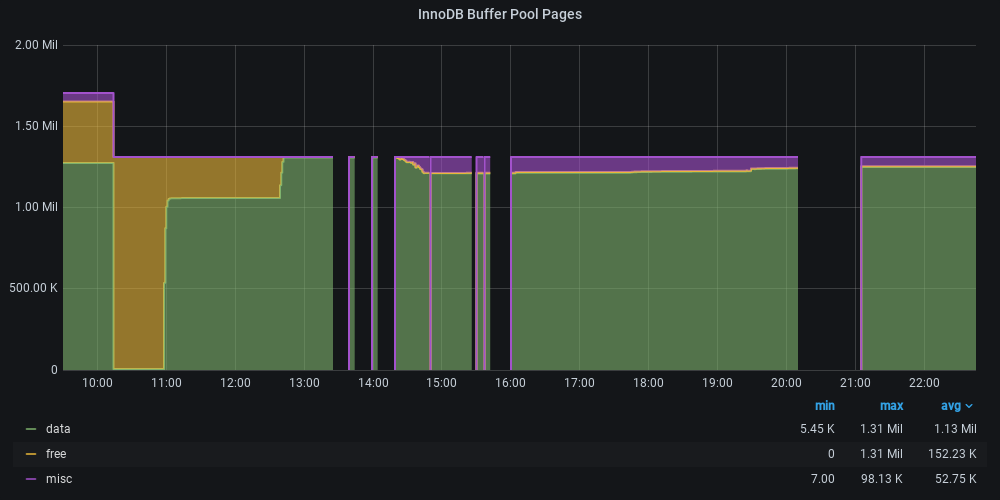 InnoDB Buffer Pool Pages
2.00 Mil
1.50 Mil
1.00 Mil
500.00 K
0
10:00 11:00 12:00 13:00 14:00 15:00 16:00 17:00 18:00 19:00 20:00 21:00 22:00
min max avg
data 5.45 K 1.31 Mil 1.13 Mil
free 0 1.31 Mil 152.23 K
misc 7.00 98.13 K 52.75 K